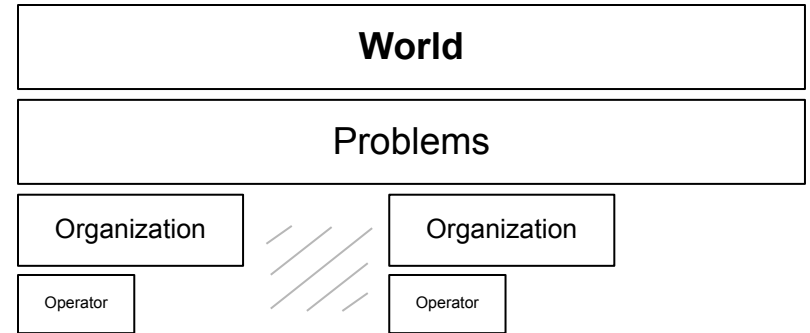 World
Problems
Organization
Organization
Operator
Operator